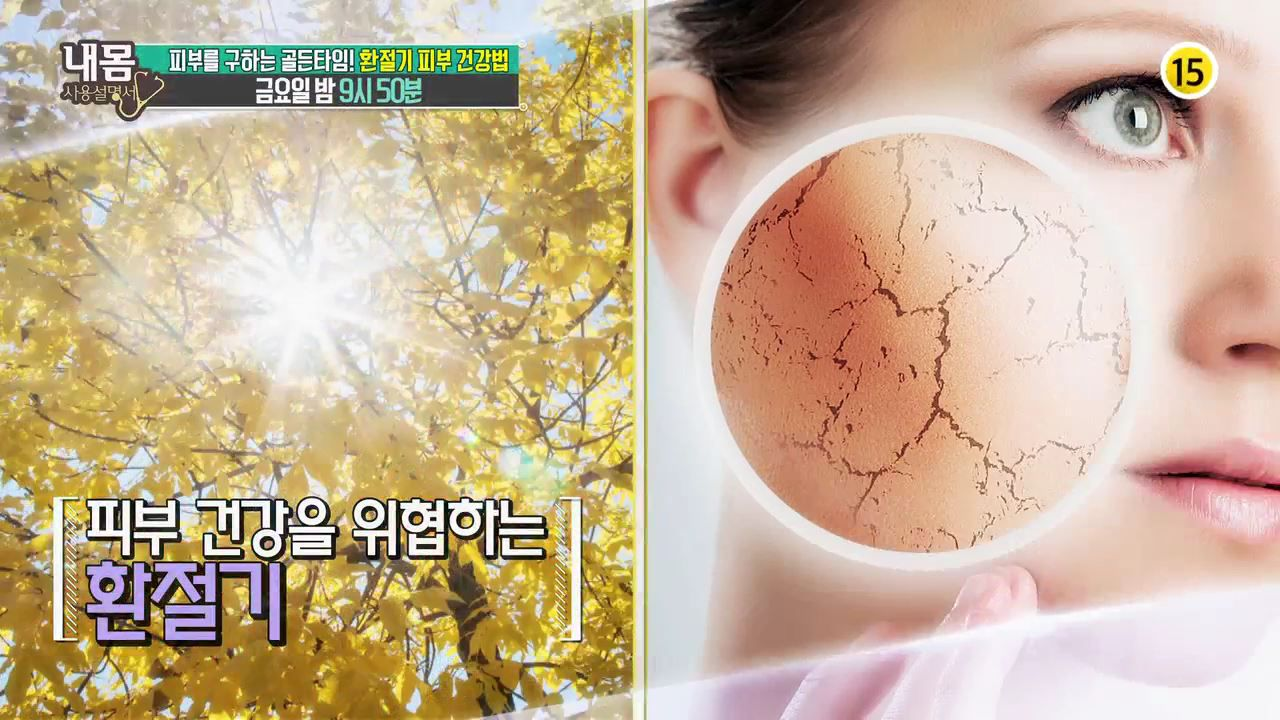 내몸
사용설명서
피부를 구하는 골든타임! 환절기 피부 건강법
금요일 밤 9시 50분
15
피부 건강을 위협하는
환절기